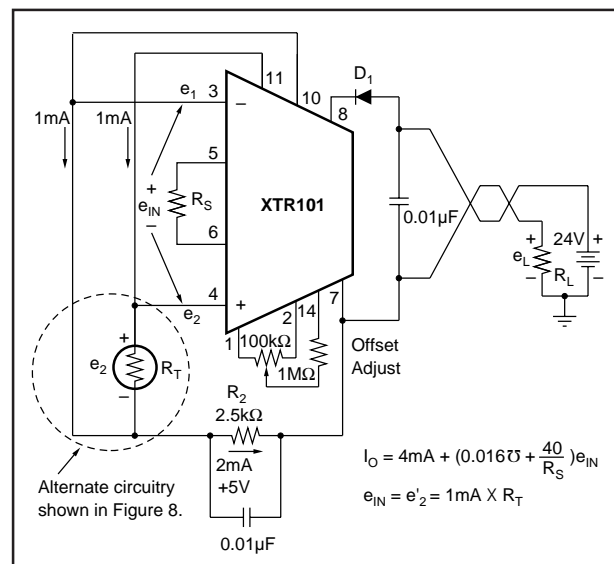 11
10
D1
8
e1
3
−
1mA
1mA
5
+
eIN
−
RS
XTR101
0.01µF
6
+
eL
−
RL
24V
+
−
4
+
e2
1
2
14
7
100kΩ
1MΩ
Offset
Adjust
+
e2
−
RT
R2
2.5kΩ
2mA
+5V
0.01µF
Alternate circuitry
shown in Figure 8.
IO = 4mA + (0.016℧ + 40/RS )eIN
eIN = e'2 = 1mA X RT